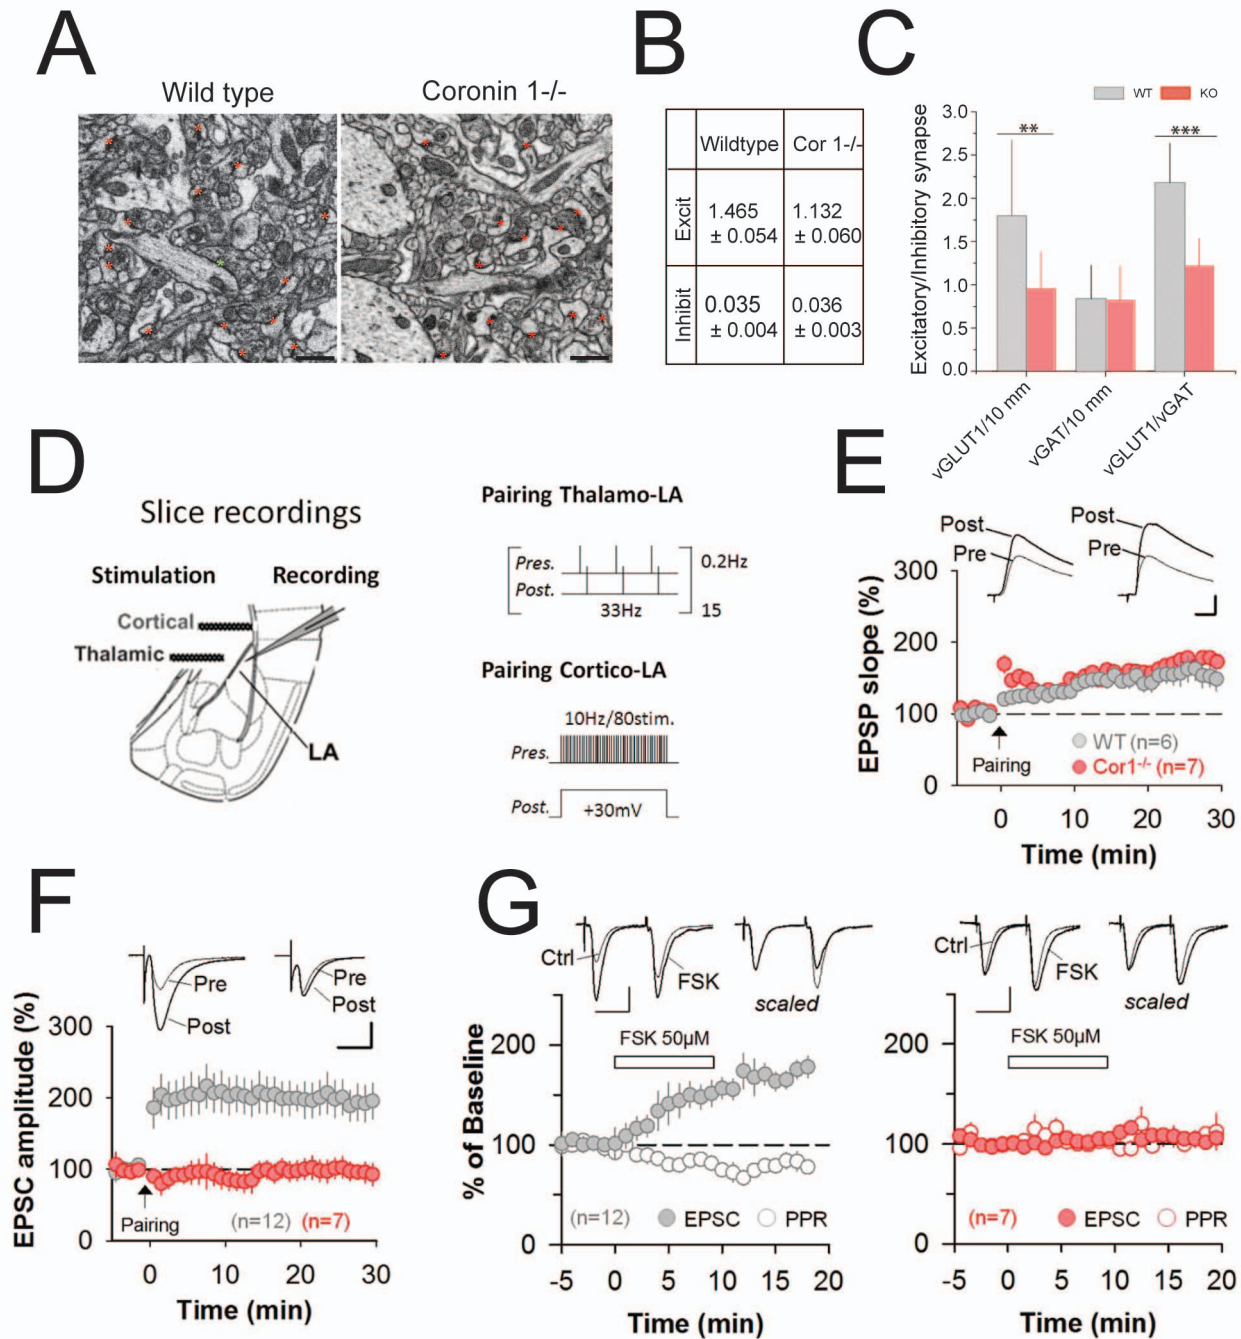 A
Wild type
Coronin 1-/-
B
Wildtype
Cor 1-/-
Excit
1.465
± 0.054
1.132
± 0.060
Inhibit
0.035
± 0.004
0.036
± 0.003
C
WT
KO
Excitatory/Inhibitory synapse
3.0
2.5
2.0
1.5
1.0
0.5
0.0
**
***
vGLUT1/10 mm
vGAT/10 mm
vGLUT1/vGAT
D
Slice recordings
Stimulation
Recording
Cortical
Thalamic
LA
Pairing Thalamo-LA
Pres.
Post.
33Hz
0.2Hz
15
Pairing Cortico-LA
10Hz/80stim.
Pres.
Post.
+30mV
E
Post
Pre
Post
Pre
EPSP slope (%)
300
200
100
0
Pairing
WT (n=6)
Cor1-/- (n=7)
0
10
20
30
Time (min)
F
Pre
Post
Pre
Post
EPSC amplitude (%)
300
200
100
0
Pairing
(n=12)
(n=7)
0
10
20
30
Time (min)
G
Ctrl
FSK
scaled
FSK 50µM
% of Baseline
200
100
0
(n=12)
EPSC
PPR
-5
0
5
10
15
20
Time (min)
Ctrl
FSK
scaled
FSK 50µM
200
100
0
(n=7)
EPSC
PPR
-5
0
5
10
15
20
Time (min)